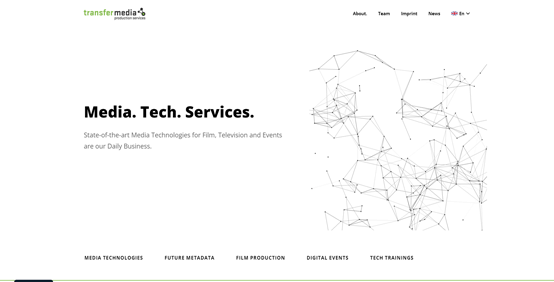 transfermedia
production services
About.
Team
Imprint
News
En
Media. Tech. Services.
State-of-the-art Media Technologies for Film, Television and Events
are our Daily Business.
MEDIA TECHNOLOGIES
FUTURE METADATA
FILM PRODUCTION
DIGITAL EVENTS
TECH TRAININGS